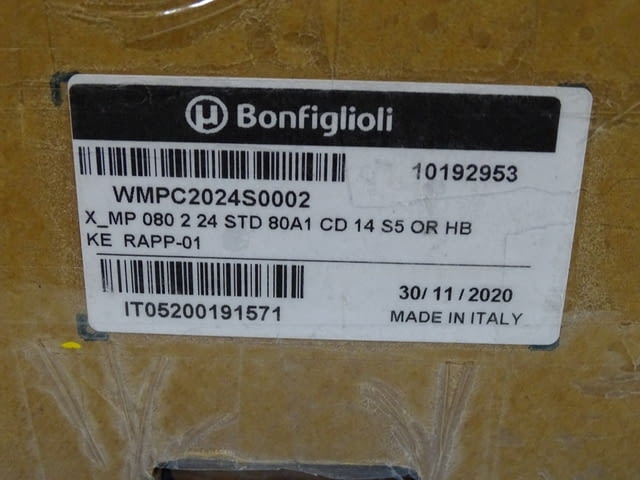 Bonfiglioli
10192953
WMPC2024S0002
X_MP 080 2 24 STD 80A1 CD 14 S5 OR HB
KE RAPP-01
30/11/2020
IT05200191571
MADE IN ITALY